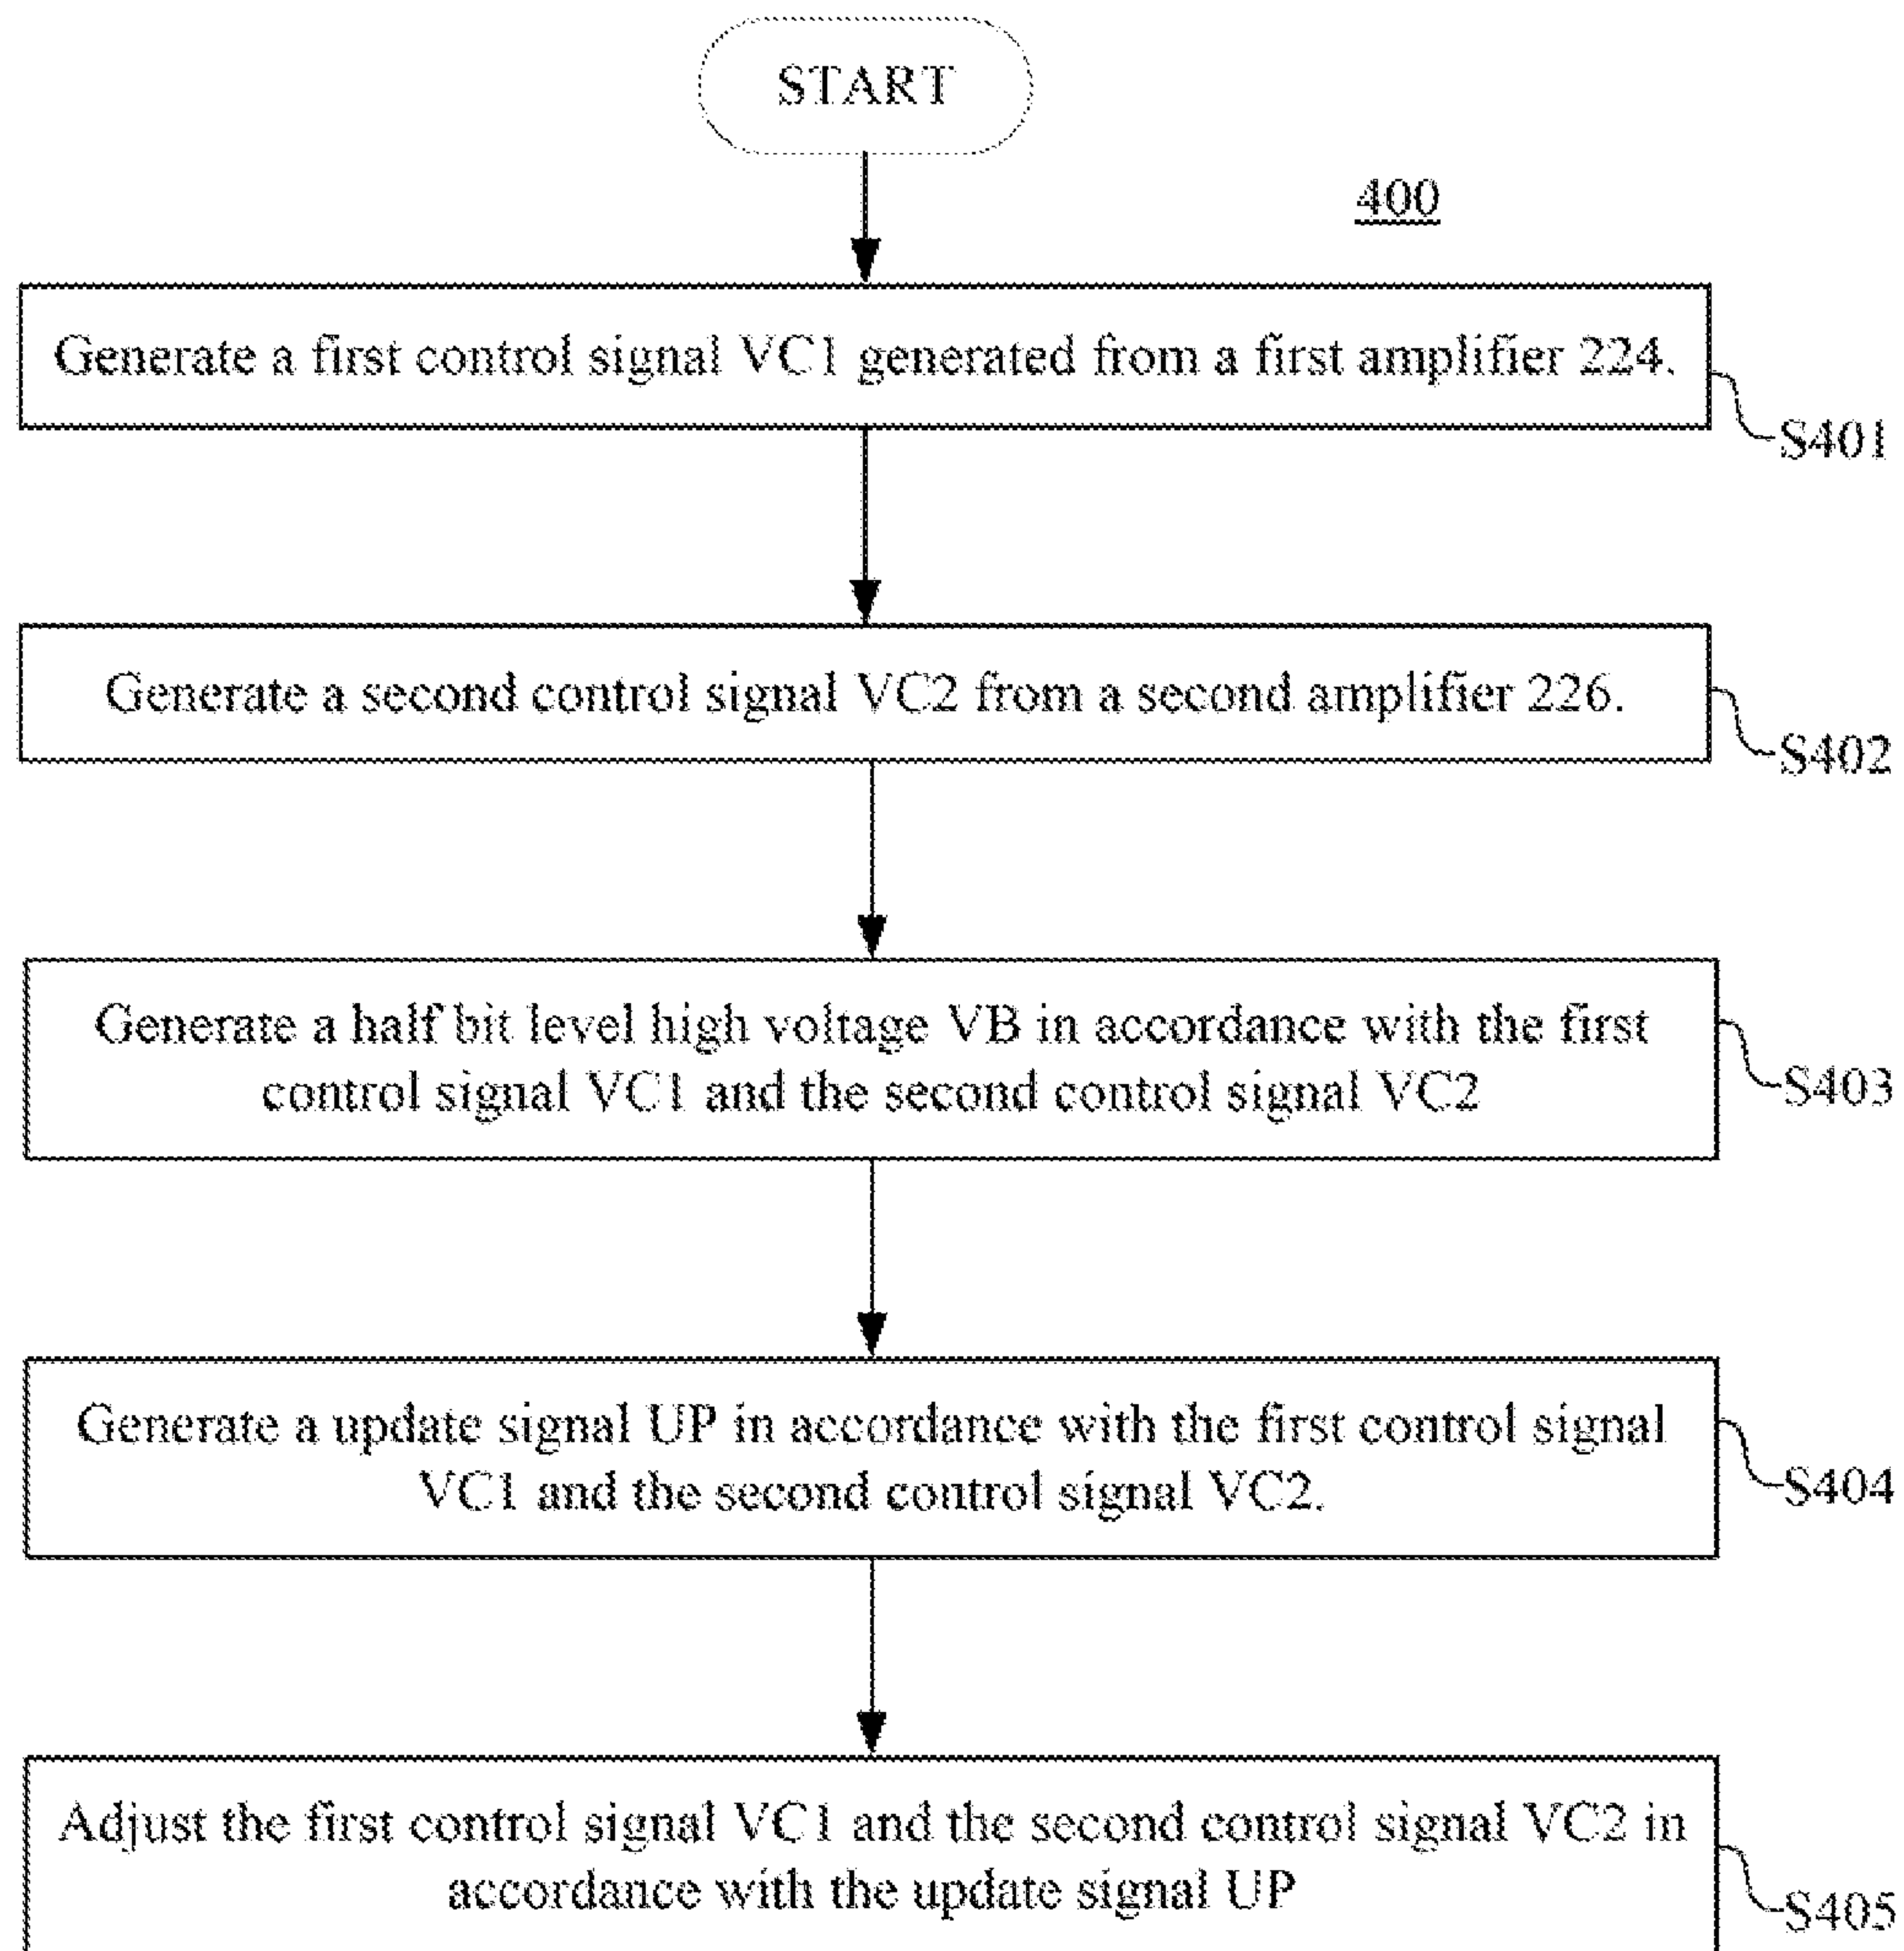 START
400
Generate a first control signal VC1 generated from a first amplifier 224.
S401
Generate a second control signal VC2 from a second amplifier 226.
S402
Generate a half bit level high voltage VB in accordance with the first
control signal VC1 and the second control signal VC2
S403
Generate a update signal UP in accordance with the first control signal
VC1 and the second control signal VC2.
S404
Adjust the first control signal VC1 and the second control signal VC2 in
accordance with the update signal UP
S405